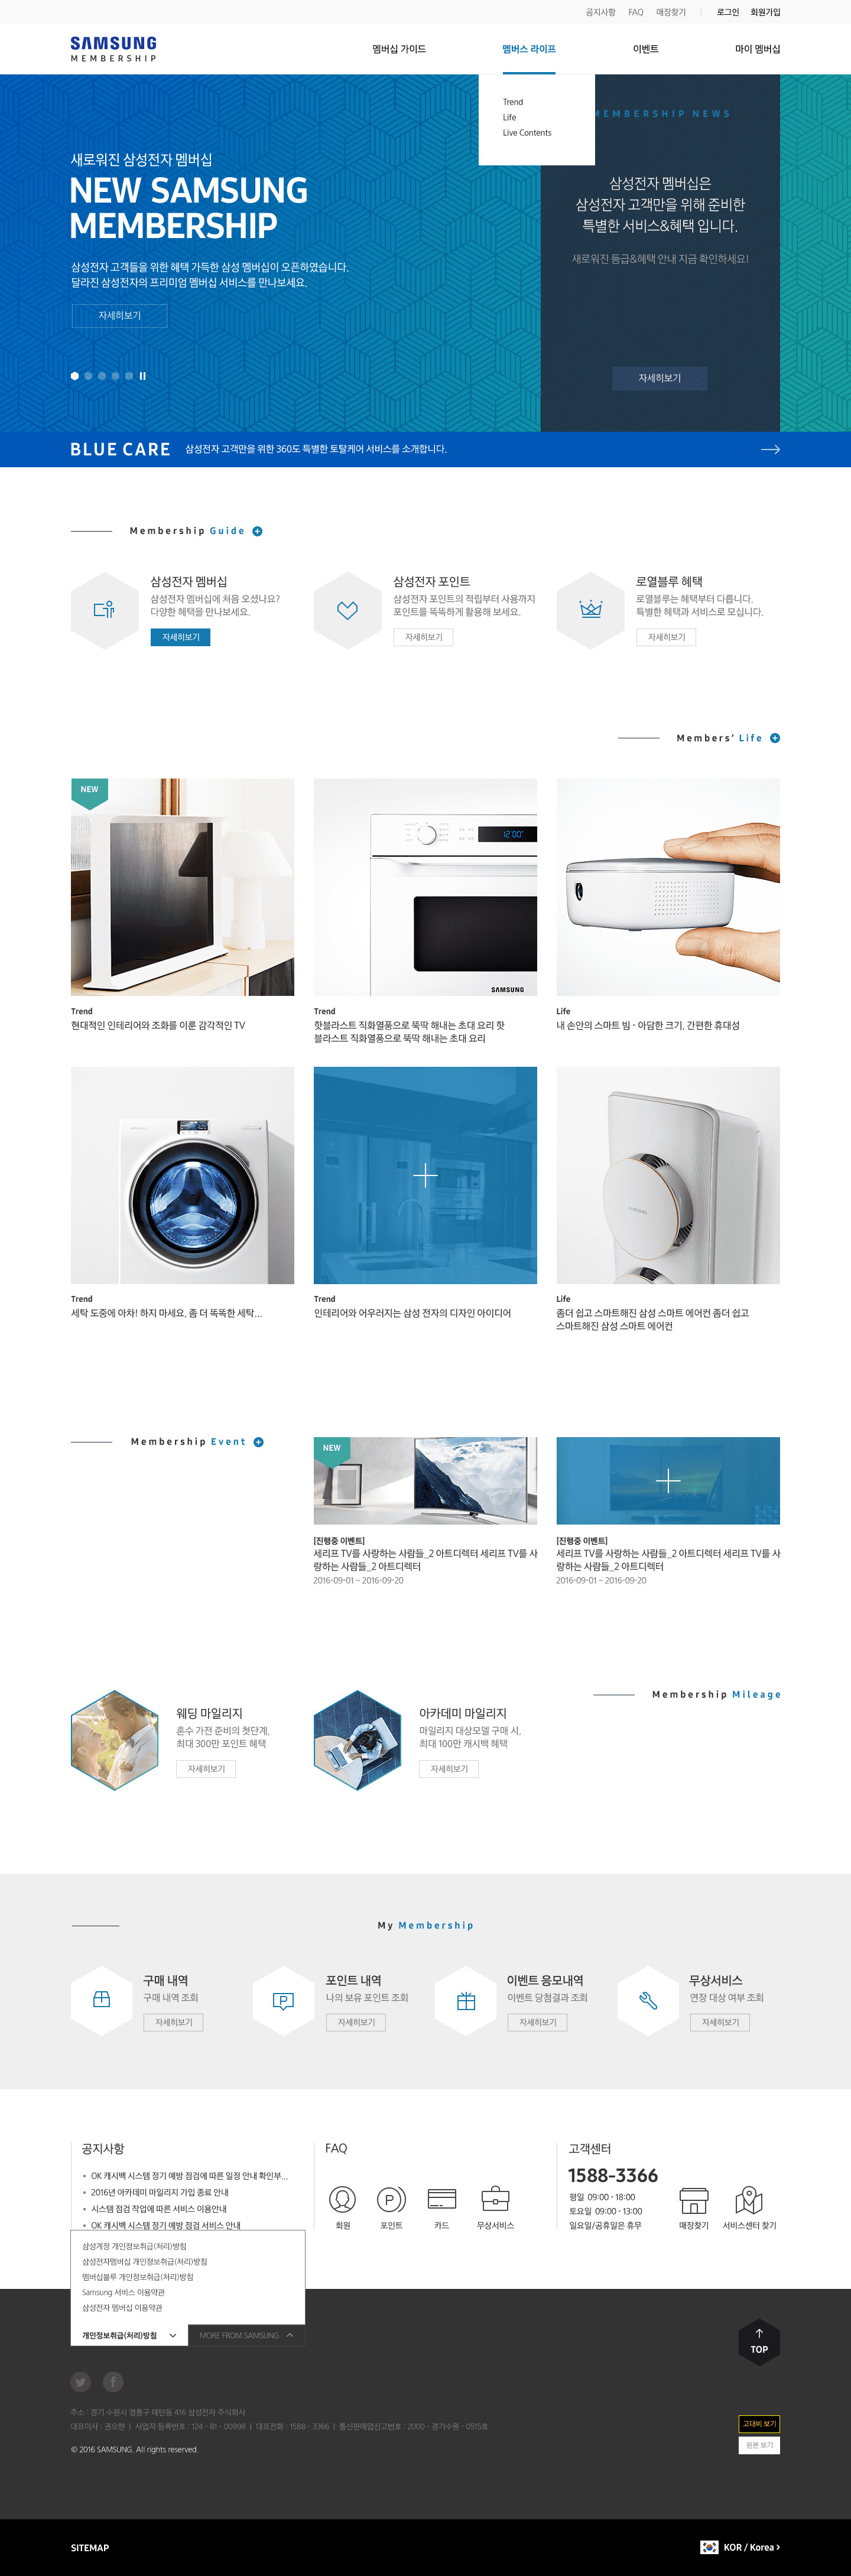 공지사항 FAQ 매장찾기 로그인 회원가입
SAMSUNG
MEMBERSHIP
멤버십 가이드 멤버스 라이프 이벤트 마이 멤버십
Trend
Life
Live Contents
새로워진 삼성전자 멤버십
NEW SAMSUNG
MEMBERSHIP
삼성전자 고객들을 위한 혜택 가득한 삼성 멤버십이 오픈하였습니다.
달라진 삼성전자의 프리미엄 멤버십 서비스를 만나보세요.
자세히보기
MEMBERSHIP NEWS
삼성전자 멤버십은
삼성전자 고객만을 위해 준비한
특별한 서비스&혜택 입니다.
새로워진 등급&혜택 안내 지금 확인하세요!
자세히보기
BLUE CARE 삼성전자 고객만을 위한 360도 특별한 토탈케어 서비스를 소개합니다.
Membership Guide
삼성전자 멤버십
삼성전자 멤버십에 처음 오셨나요?
다양한 혜택을 만나보세요.
자세히보기
삼성전자 포인트
삼성전자 포인트의 적립부터 사용까지
포인트를 똑똑하게 활용해 보세요.
자세히보기
로열블루 혜택
로열블루는 혜택부터 다릅니다.
특별한 혜택과 서비스로 모십니다.
자세히보기
Members' Life
NEW
12:00
SAMSUNG
Trend
현대적인 인테리어와 조화를 이룬 감각적인 TV
Trend
핫블라스트 직화열풍으로 뚝딱 해내는 초대 요리 핫
블라스트 직화열풍으로 뚝딱 해내는 초대 요리
Life
내 손안의 스마트 빔 - 아담한 크기, 간편한 휴대성
SAMSUNG
Trend
세탁 도중에 아차! 하지 마세요, 좀 더 똑똑한 세탁...
Trend
인테리어와 어우러지는 삼성 전자의 디자인 아이디어
Life
좀더 쉽고 스마트해진 삼성 스마트 에어컨 좀더 쉽고
스마트해진 삼성 스마트 에어컨
Membership Event
NEW
[진행중 이벤트]
세리프 TV를 사랑하는 사람들_2 아트디렉터 세리프 TV를 사
랑하는 사람들_2 아트디렉터
2016-09-01 ~ 2016-09-20
[진행중 이벤트]
세리프 TV를 사랑하는 사람들_2 아트디렉터 세리프 TV를 사
랑하는 사람들_2 아트디렉터
2016-09-01 ~ 2016-09-20
Membership Mileage
웨딩 마일리지
혼수 가전 준비의 첫단계,
최대 300만 포인트 혜택
자세히보기
아카데미 마일리지
마일리지 대상모델 구매 시,
최대 100만 캐시백 혜택
자세히보기
My Membership
구매 내역
구매 내역 조회
자세히보기
포인트 내역
나의 보유 포인트 조회
자세히보기
이벤트 응모내역
이벤트 당첨결과 조회
자세히보기
무상서비스
연장 대상 여부 조회
자세히보기
공지사항
OK 캐시백 시스템 정기 예방 점검에 따른 일정 안내 확인부...
2016년 아카데미 마일리지 가입 종료 안내
시스템 점검 작업에 따른 서비스 이용안내
OK 캐시백 시스템 정기 예방 점검 서비스 안내
FAQ
회원 포인트 카드 무상서비스
고객센터
1588-3366
평일 09:00 - 18:00
토요일 09:00 - 13:00
일요일/공휴일은 휴무
매장찾기 서비스센터 찾기
삼성계정 개인정보취급(처리)방침
삼성전자멤버십 개인정보취급(처리)방침
멤버십블루 개인정보취급(처리)방침
Samsung 서비스 이용약관
삼성전자 멤버십 이용약관
개인정보취급(처리)방침 MORE FROM SAMSUNG
TOP
주소 : 경기 수원시 영통구 매탄동 416 삼성전자 주식회사
대표이사 : 권오현 | 사업자 등록번호 : 124 - 81 - 00998 | 대표전화 : 1588 - 3366 | 통신판매업신고번호 : 2000 - 경기수원 - 0515호
© 2016 SAMSUNG. All rights reserved.
고대비 보기
원본 보기
SITEMAP
KOR / Korea >